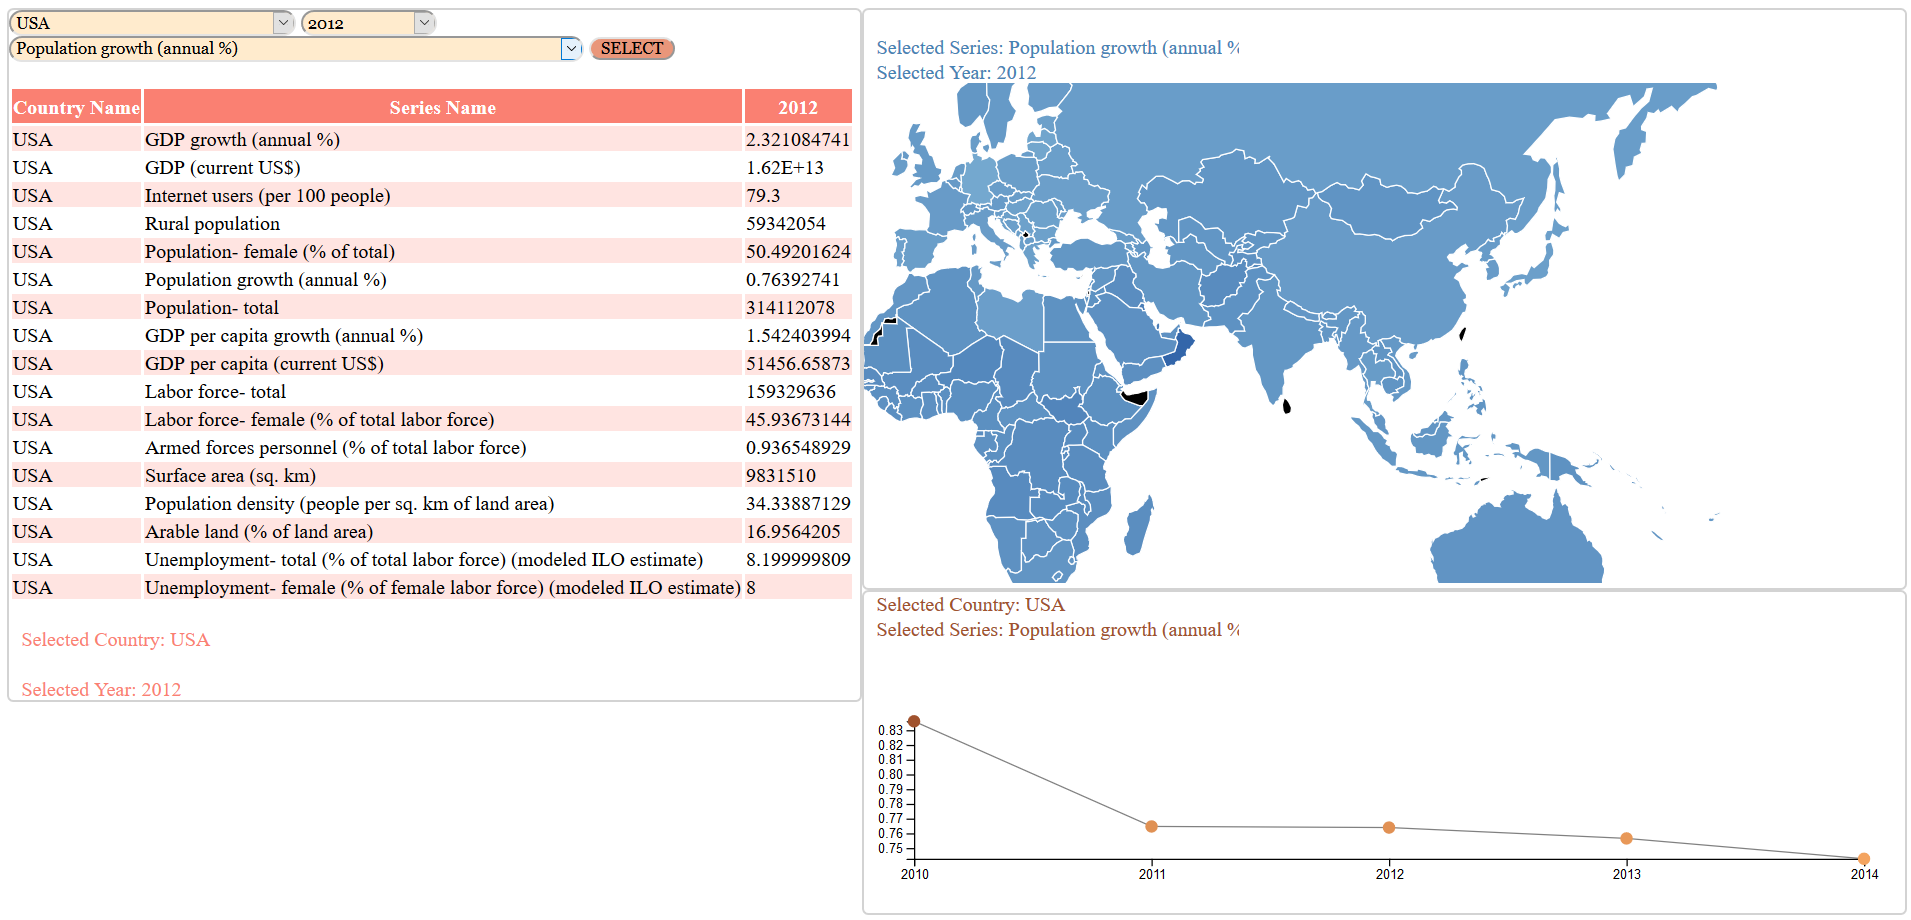 USA 2012
Population growth (annual %) SELECT
Country Name Series Name 2012
USA GDP growth (annual %) 2.321084741
USA GDP (current US$) 1.62E+13
USA Internet users (per 100 people) 79.3
USA Rural population 59342054
USA Population- female (% of total) 50.49201624
USA Population growth (annual %) 0.76392741
USA Population- total 314112078
USA GDP per capita growth (annual %) 1.542403994
USA GDP per capita (current US$) 51456.65873
USA Labor force- total 159329636
USA Labor force- female (% of total labor force) 45.93673144
USA Armed forces personnel (% of total labor force) 0.936548929
USA Surface area (sq. km) 9831510
USA Population density (people per sq. km of land area) 34.33887129
USA Arable land (% of land area) 16.9564205
USA Unemployment- total (% of total labor force) (modeled ILO estimate) 8.199999809
USA Unemployment- female (% of female labor force) (modeled ILO estimate) 8
Selected Country: USA
Selected Year: 2012
Selected Series: Population growth (annual %
Selected Year: 2012
Selected Country: USA
Selected Series: Population growth (annual %
0.83
0.82
0.81
0.80
0.79
0.78
0.77
0.76
0.75
2010 2011 2012 2013 2014